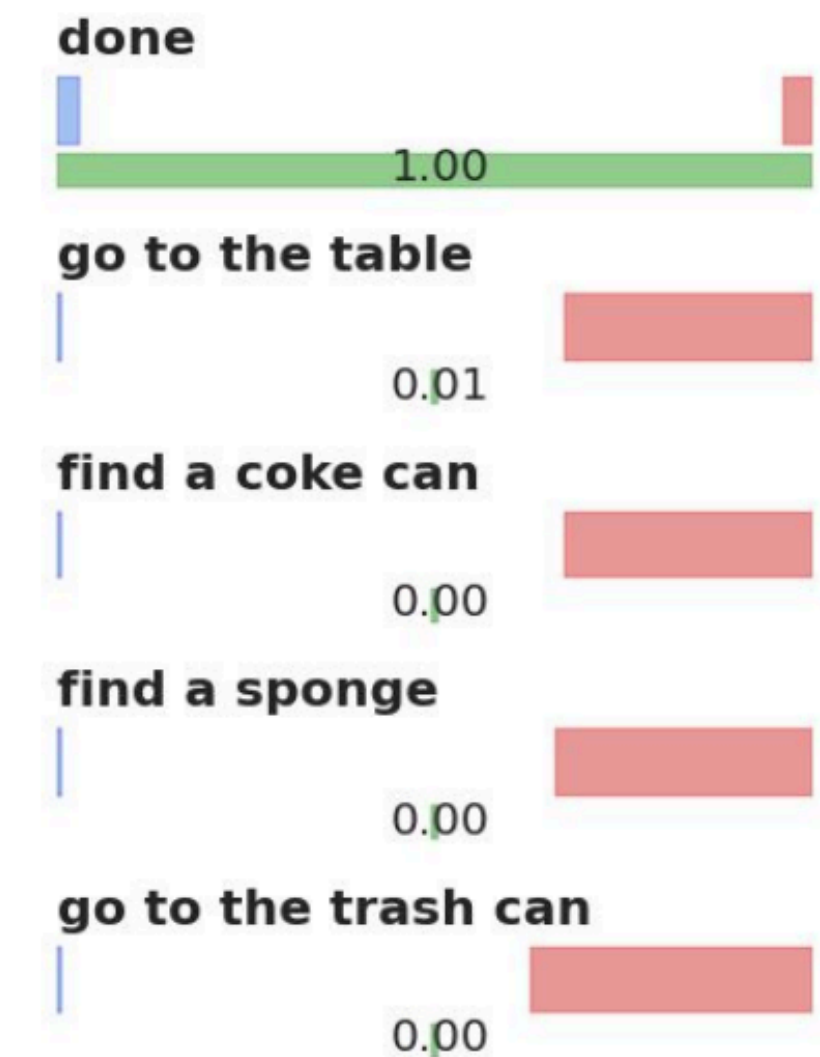 done
1.00
go to the table
0.01
find a coke can
0.00
find a sponge
0.00
go to the trash can
0.00